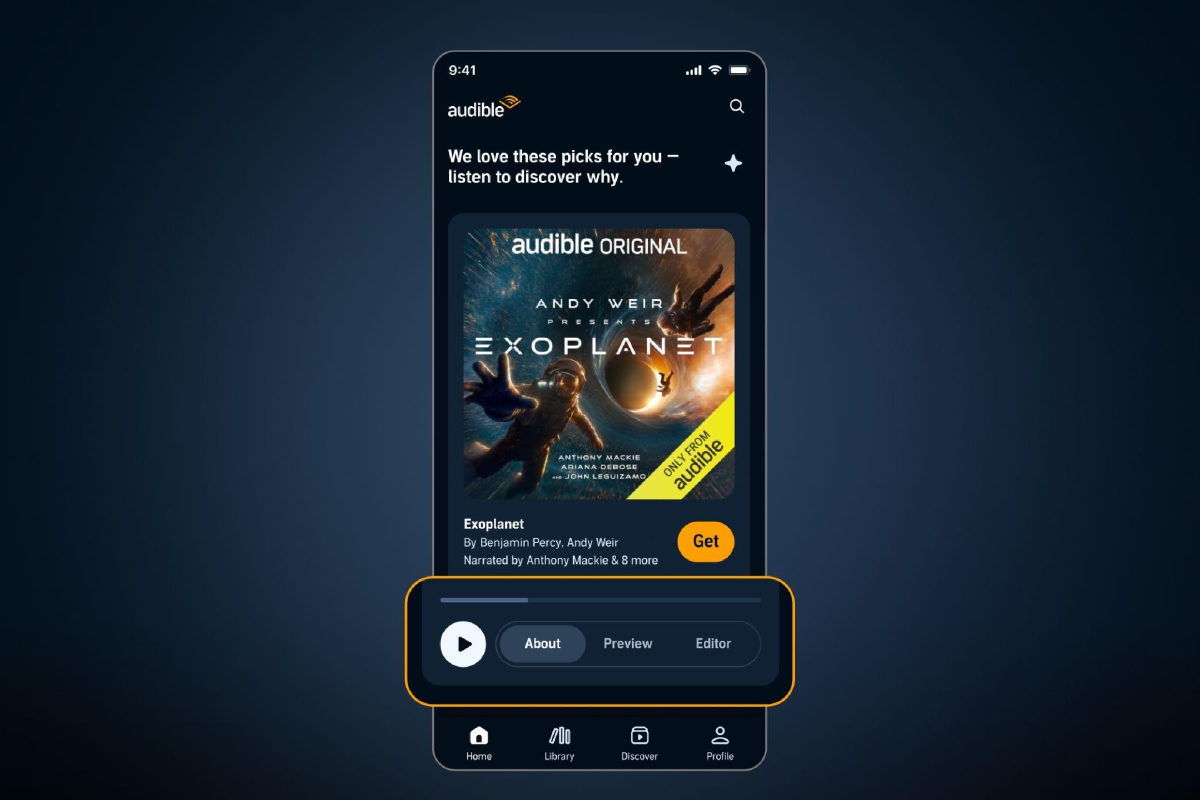 9:41
audible
We love these picks for you –
listen to discover why.
audible ORIGINAL
ANDY WEIR
PRESENTS
EXOPLANET
ANTHONY MACKIE
ARIANA DEBOSE
AND JOHN LEGUIZAMO
ONLY FROM
audible
Exoplanet
By Benjamin Percy, Andy Weir
Narrated by Anthony Mackie & 8 more
Get
About Preview Editor
Home Library Discover Profile